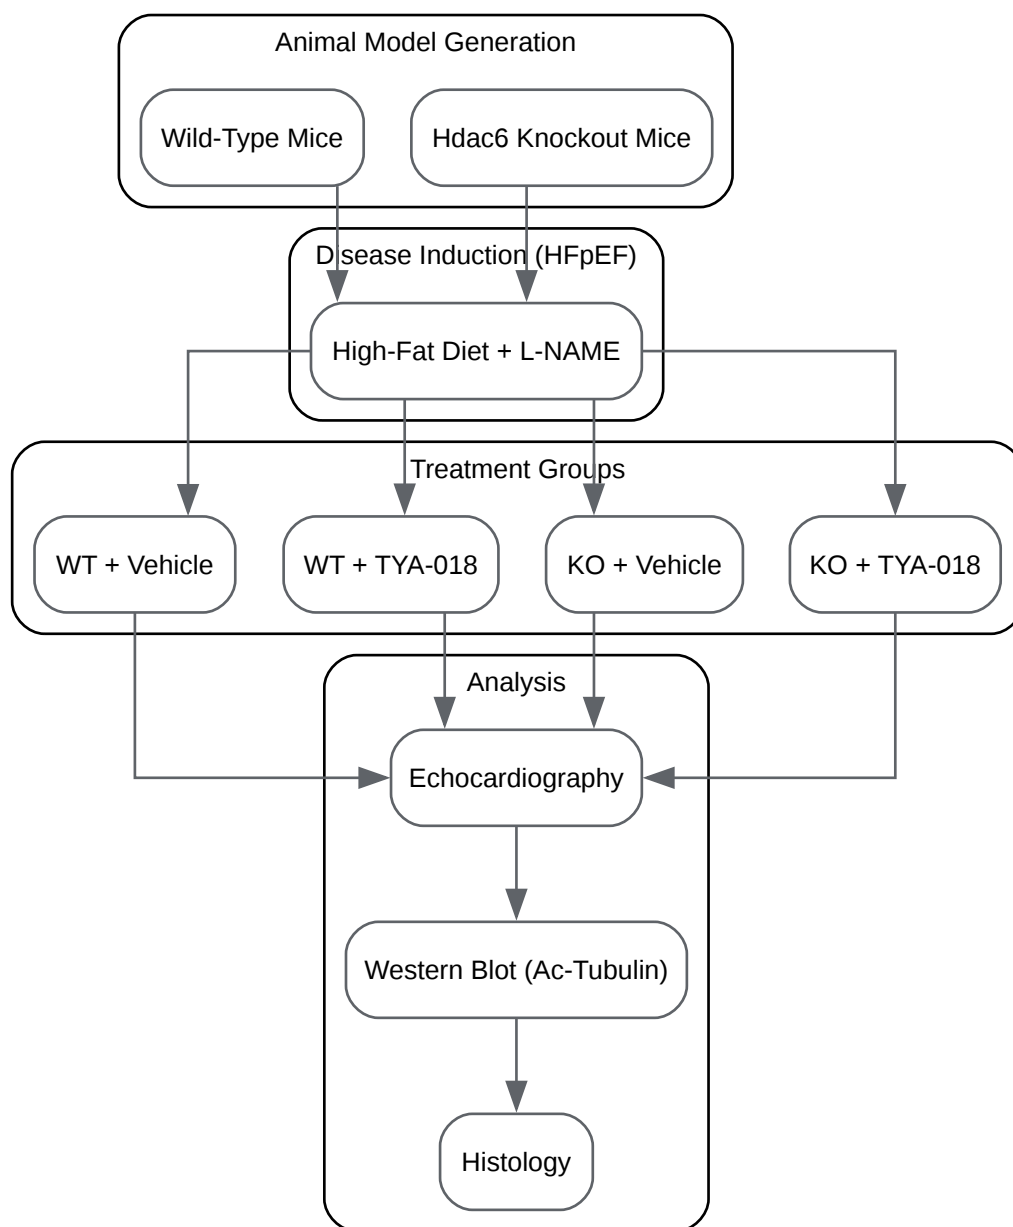 Animal Model Generation
Wild-Type Mice
Hdac6 Knockout Mice
Disease Induction (HFpEF)
High-Fat Diet + L-NAME
Treatment Groups
WT + Vehicle
WT + TYA-018
KO + Vehicle
KO + TYA-018
Analysis
Echocardiography
Western Blot (Ac-Tubulin)
Histology